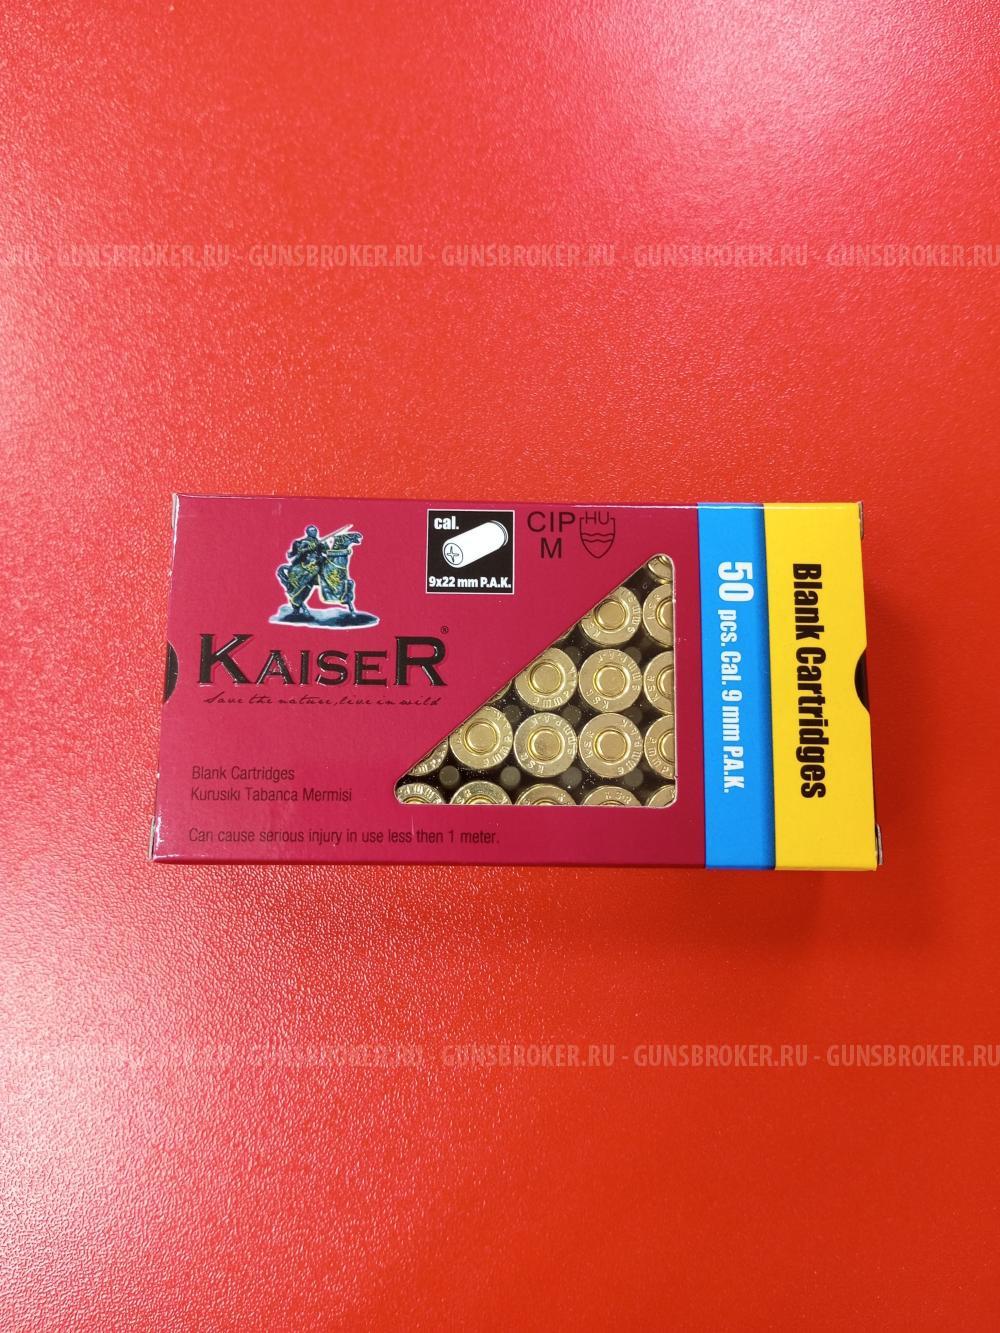 RU - GUNSBROKER.RU - GUNSBROKER.RU - GUNSBROKER.RU - GUNSBROKER.RU - GUNSBROKER.RU
cal.
9x22 mm P.A.K.
CIP
M
HU
KAISER®
Save the nature, live in wild
Blank Cartridges
Kurusıkı Tabanca Mermisi
Can cause serious injury in use less then 1 meter.
50 pcs. Cal. 9 mm P.A.K.
Blank Cartridges
GUNSBROKER.RU - GUNSBROKER.RU - GUNSBROKER.RU